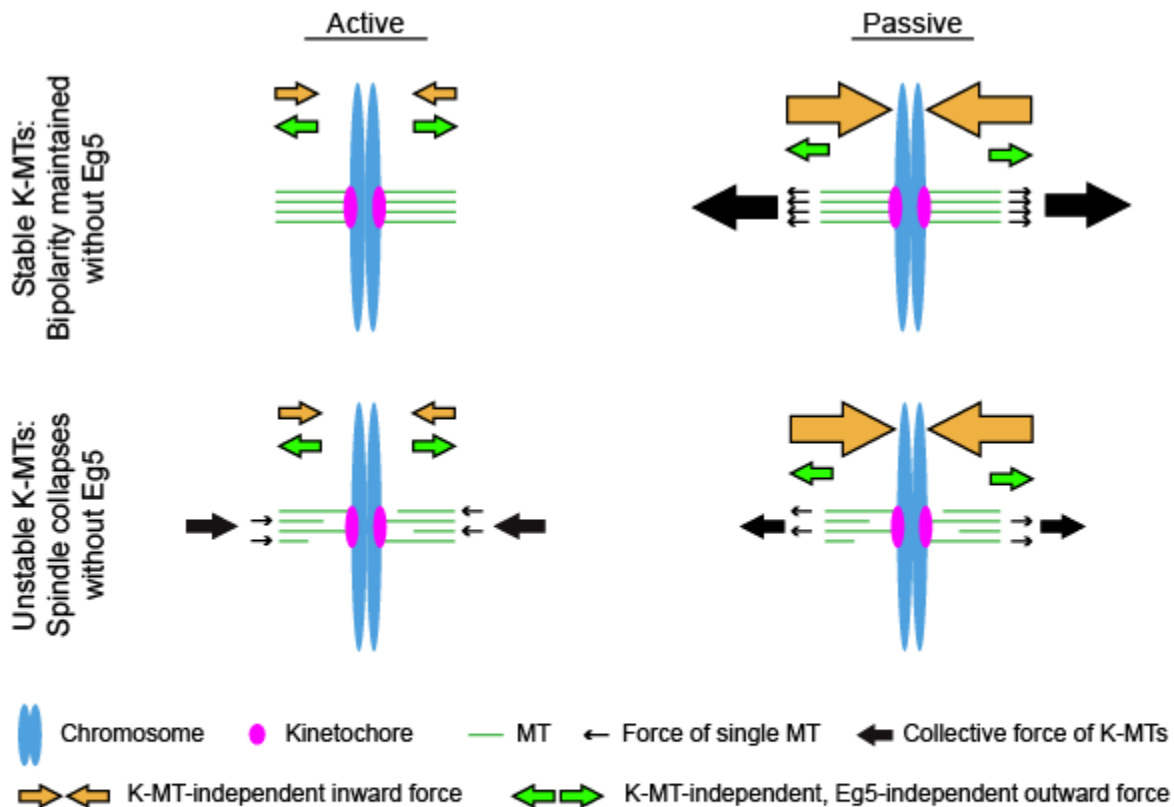 Active
Passive
Stable K-MTs:
Bipolarity maintained
without Eg5
Unstable K-MTs:
Spindle collapses
without Eg5
Chromosome
Kinetochore
MT
Force of single MT
Collective force of K-MTs
K-MT-independent inward force
K-MT-independent, Eg5-independent outward force